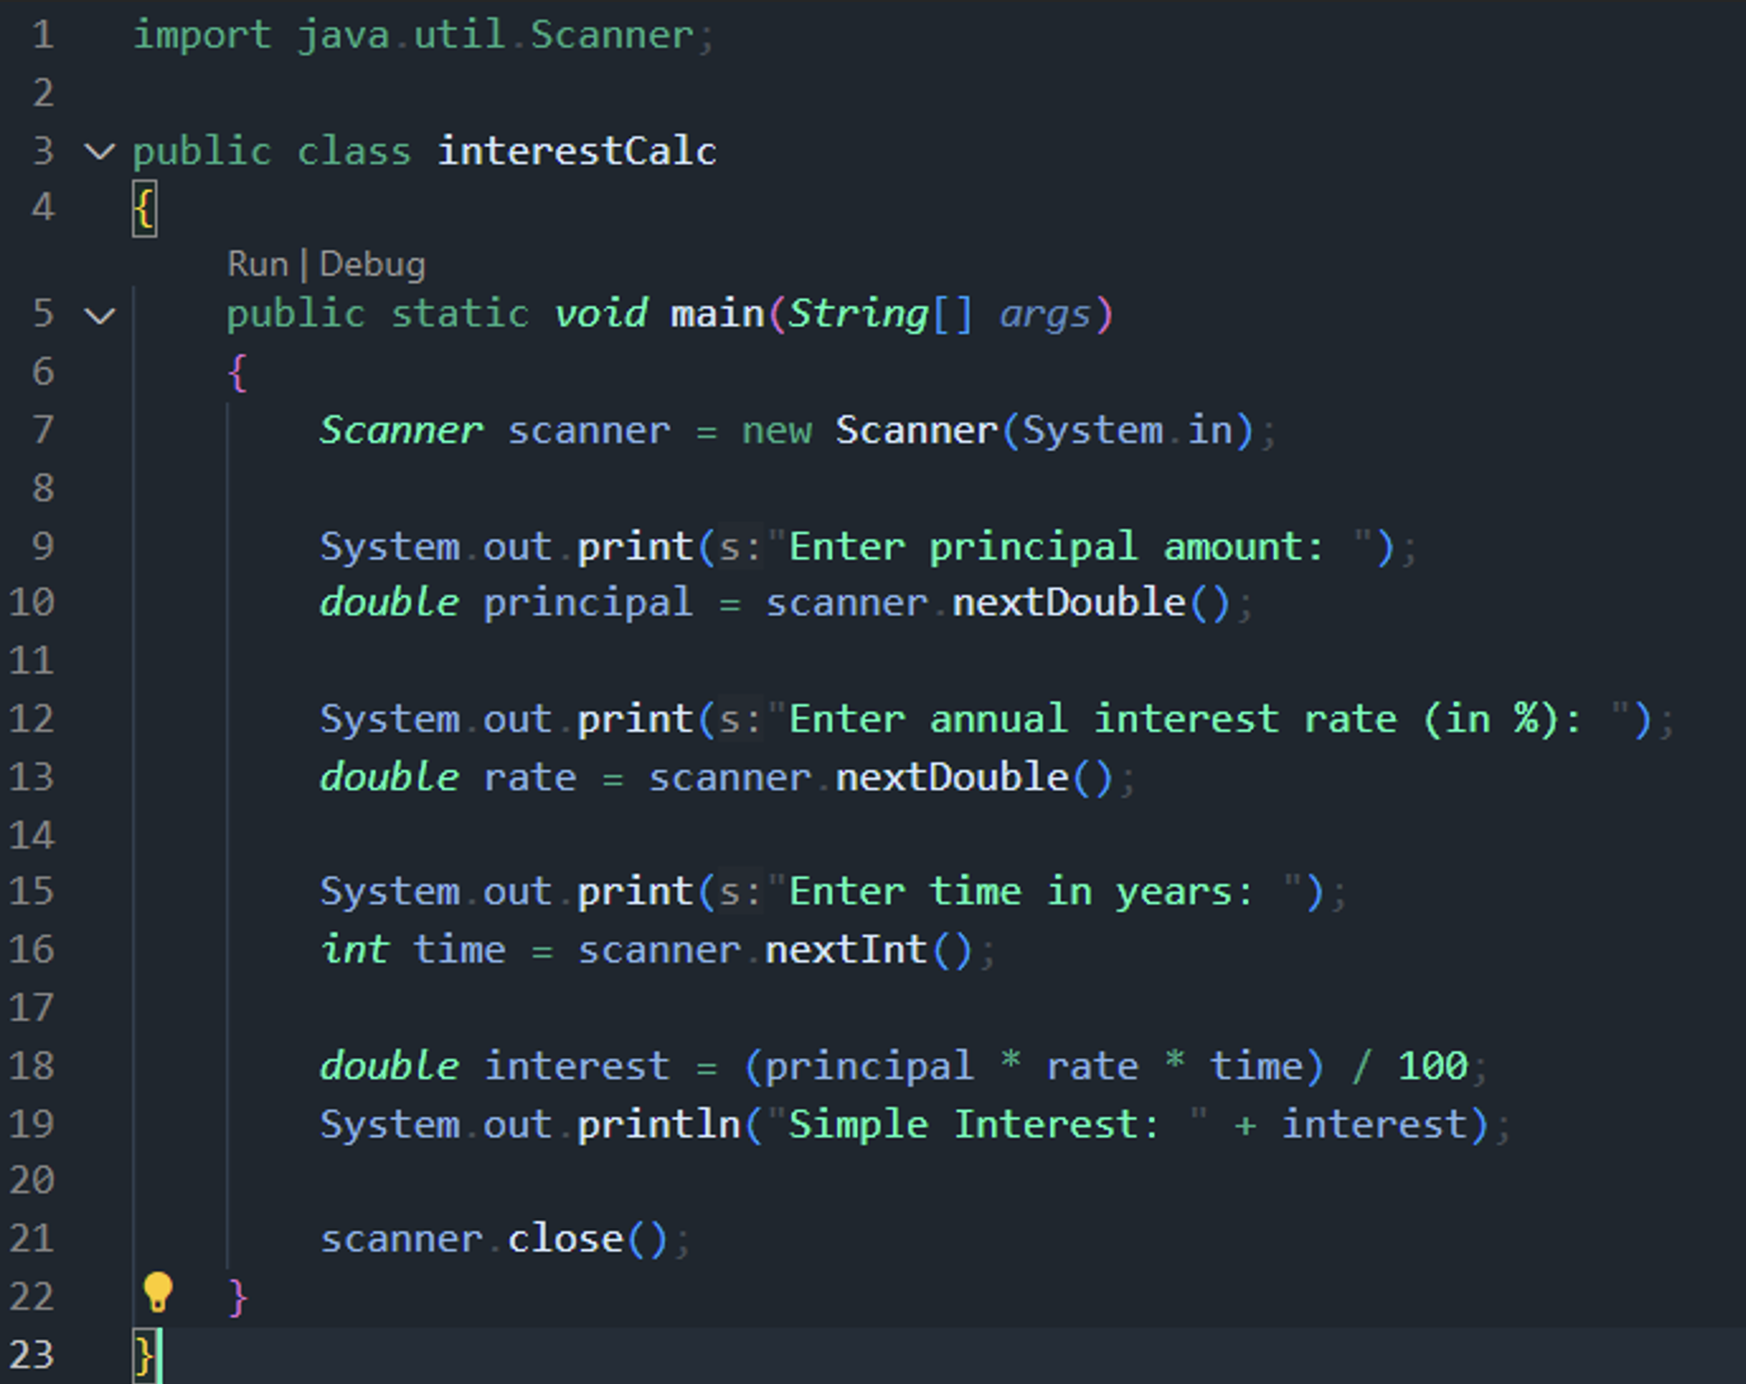 1 import java.util.Scanner;
2
3 public class interestCalc
4 {
Run | Debug
5 public static void main(String[] args)
6 {
7 Scanner scanner = new Scanner(System.in);
8
9 System.out.print(s:"Enter principal amount: ");
10 double principal = scanner.nextDouble();
11
12 System.out.print(s:"Enter annual interest rate (in %): ");
13 double rate = scanner.nextDouble();
14
15 System.out.print(s:"Enter time in years: ");
16 int time = scanner.nextInt();
17
18 double interest = (principal * rate * time) / 100;
19 System.out.println("Simple Interest: " + interest);
20
21 scanner.close();
22 }
23 }